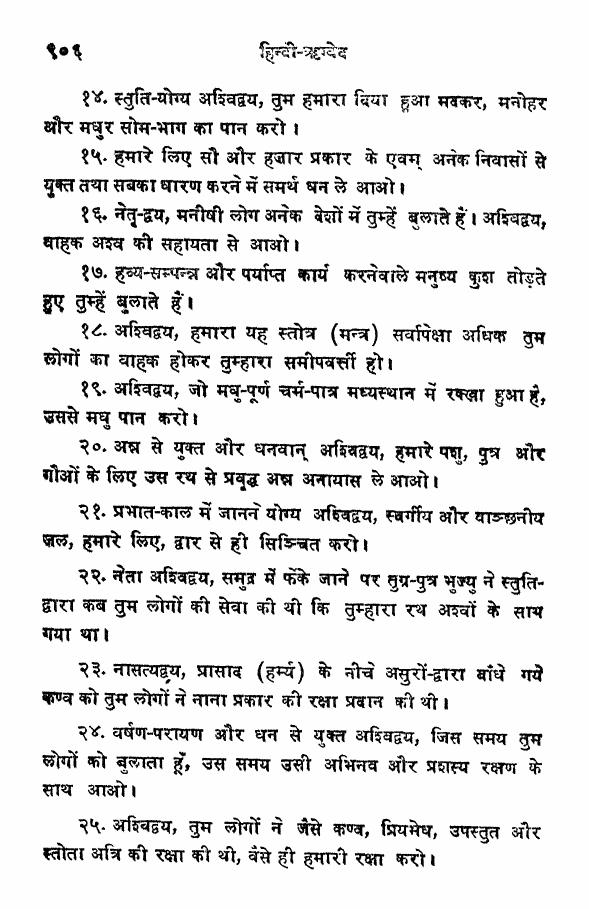 ९०६ हिन्दी-ऋग्वेद
१४. स्तुति-योग्य अश्विद्वय, तुम हमारा दिया हुआ मदकर, मनोहर
और मधुर सोम-भाग का पान करो।
१५. हमारे लिए सौ और हजार प्रकार के एवम् अनेक निवासों से
युक्त तथा सबका धारण करने में समर्थ धन ले आओ।
१६. नेतृ-द्वय, मनीषी लोग अनेक देशों में तुम्हें बुलाते हैं। अश्विद्वय,
वाहक अश्व की सहायता से आओ।
१७. हव्य-सम्पन्न और पर्याप्त कार्य करनेवाले मनुष्य कुश तोड़ते
हुए तुम्हें बुलाते हैं।
१८. अश्विद्वय, हमारा यह स्तोत्र (मन्त्र) सर्वापेक्षा अधिक तुम
लोगों का वाहक होकर तुम्हारा समीपवर्त्ती हो।
१९. अश्विद्वय, जो मधु-पूर्ण चर्म-पात्र मध्यस्थान में रक्खा हुआ है,
उससे मधु पान करो।
२०. अन्न से युक्त और धनवान् अश्विद्वय, हमारे पशु, पुत्र और
गौओं के लिए उस रथ से प्रवृद्ध अन्न अनायास ले आओ।
२१. प्रभात-काल में जानने योग्य अश्विद्वय, स्वर्गीय और वाञ्छनीय
जल, हमारे लिए, द्वार से ही सिञ्चित करो।
२२. नेता अश्विद्वय, समुद्र में फेंके जाने पर तुग्र-पुत्र भुज्यु ने स्तुति-
द्वारा कब तुम लोगों की सेवा की थी कि तुम्हारा रथ अश्वों के साथ
गया था।
२३. नासत्यद्वय, प्रासाद (हर्म्य) के नीचे असुरों-द्वारा बाँधे गये
कण्व को तुम लोगों ने नाना प्रकार की रक्षा प्रदान की थी।
२४. वर्षण-परायण और धन से युक्त अश्विद्वय, जिस समय तुम
लोगों को बुलाता हूँ, उस समय उसी अभिनव और प्रशस्य रक्षण के
साथ आओ।
२५. अश्विद्वय, तुम लोगों ने जैसे कण्व, प्रियमेध, उपस्तुत और
स्तोता अत्रि की रक्षा की थी, वैसे ही हमारी रक्षा करो।